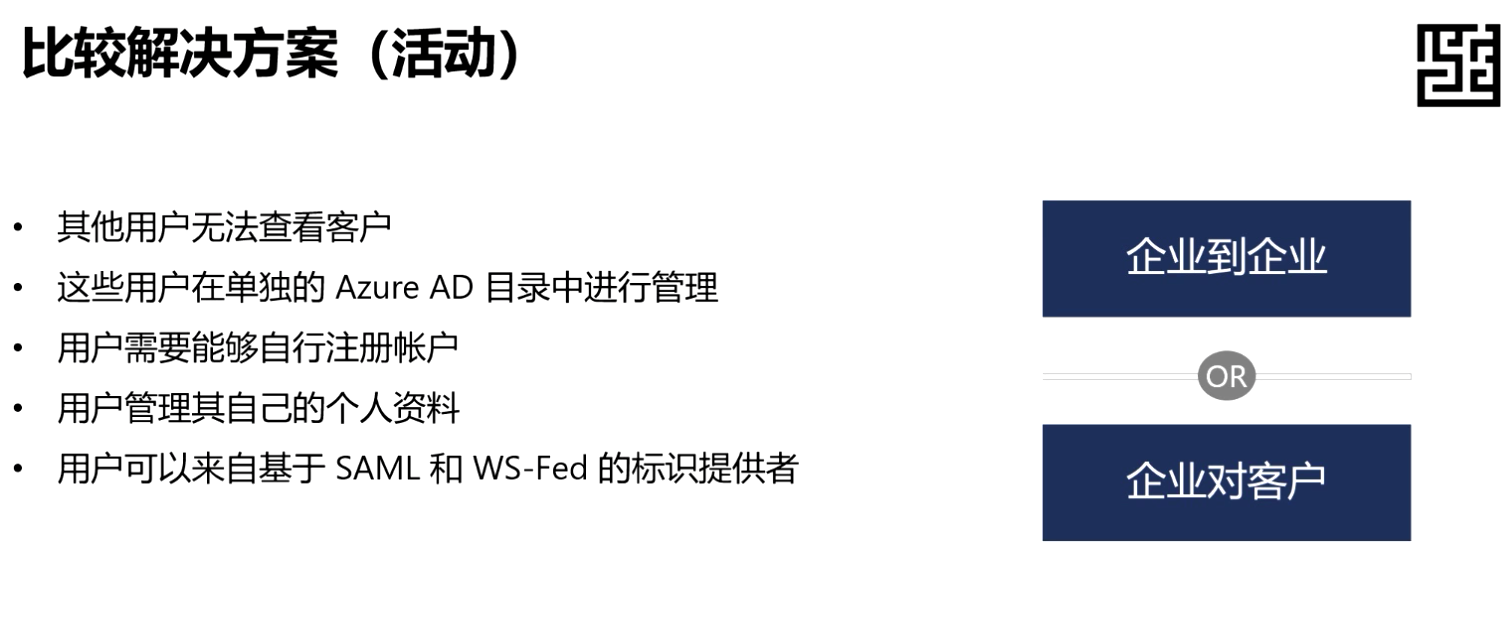 比较解决方案（活动）
• 其他用户无法查看客户
• 这些用户在单独的 Azure AD 目录中进行管理
• 用户需要能够自行注册帐户
• 用户管理其自己的个人资料
• 用户可以来自基于 SAML 和 WS-Fed 的标识提供者
企业到企业
OR
企业对客户